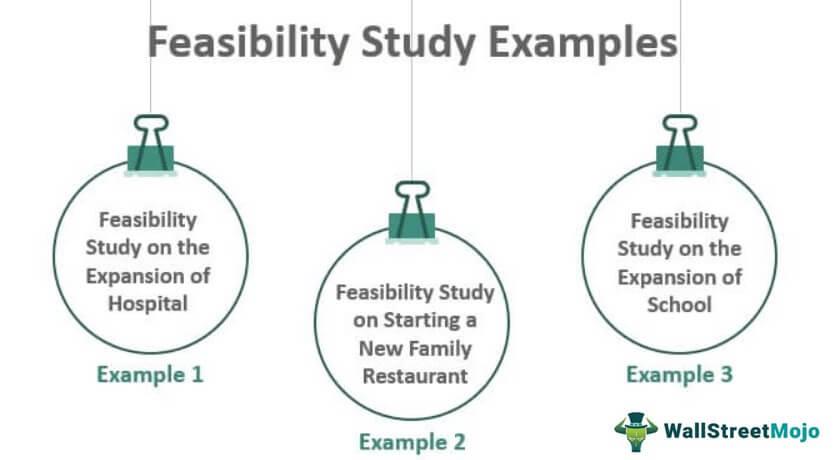 Feasibility Study Examples
Feasibility
Study on the
Expansion of
Hospital
Example 1
Feasibility Study
on Starting a
New Family
Restaurant
Example 2
Feasibility
Study on the
Expansion of
School
Example 3
WallStreetMojo